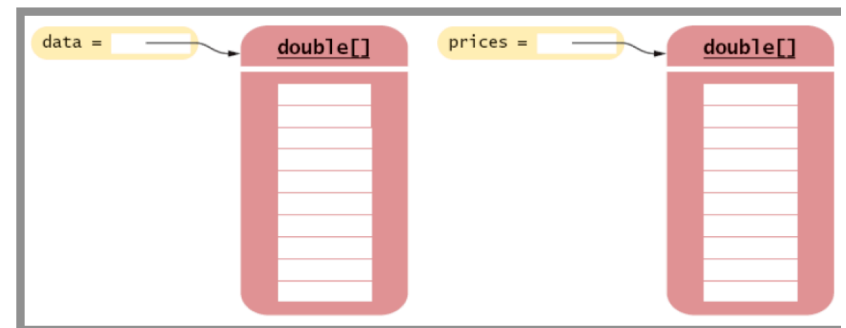 data = double[] prices = double[]